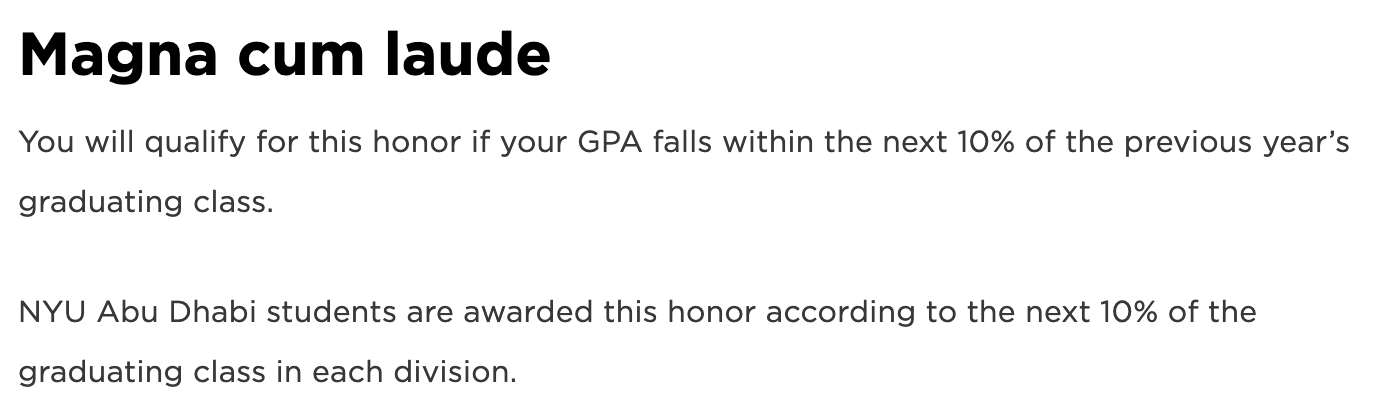 Magna cum laude
You will qualify for this honor if your GPA falls within the next 10% of the previous year’s
graduating class.
NYU Abu Dhabi students are awarded this honor according to the next 10% of the
graduating class in each division.